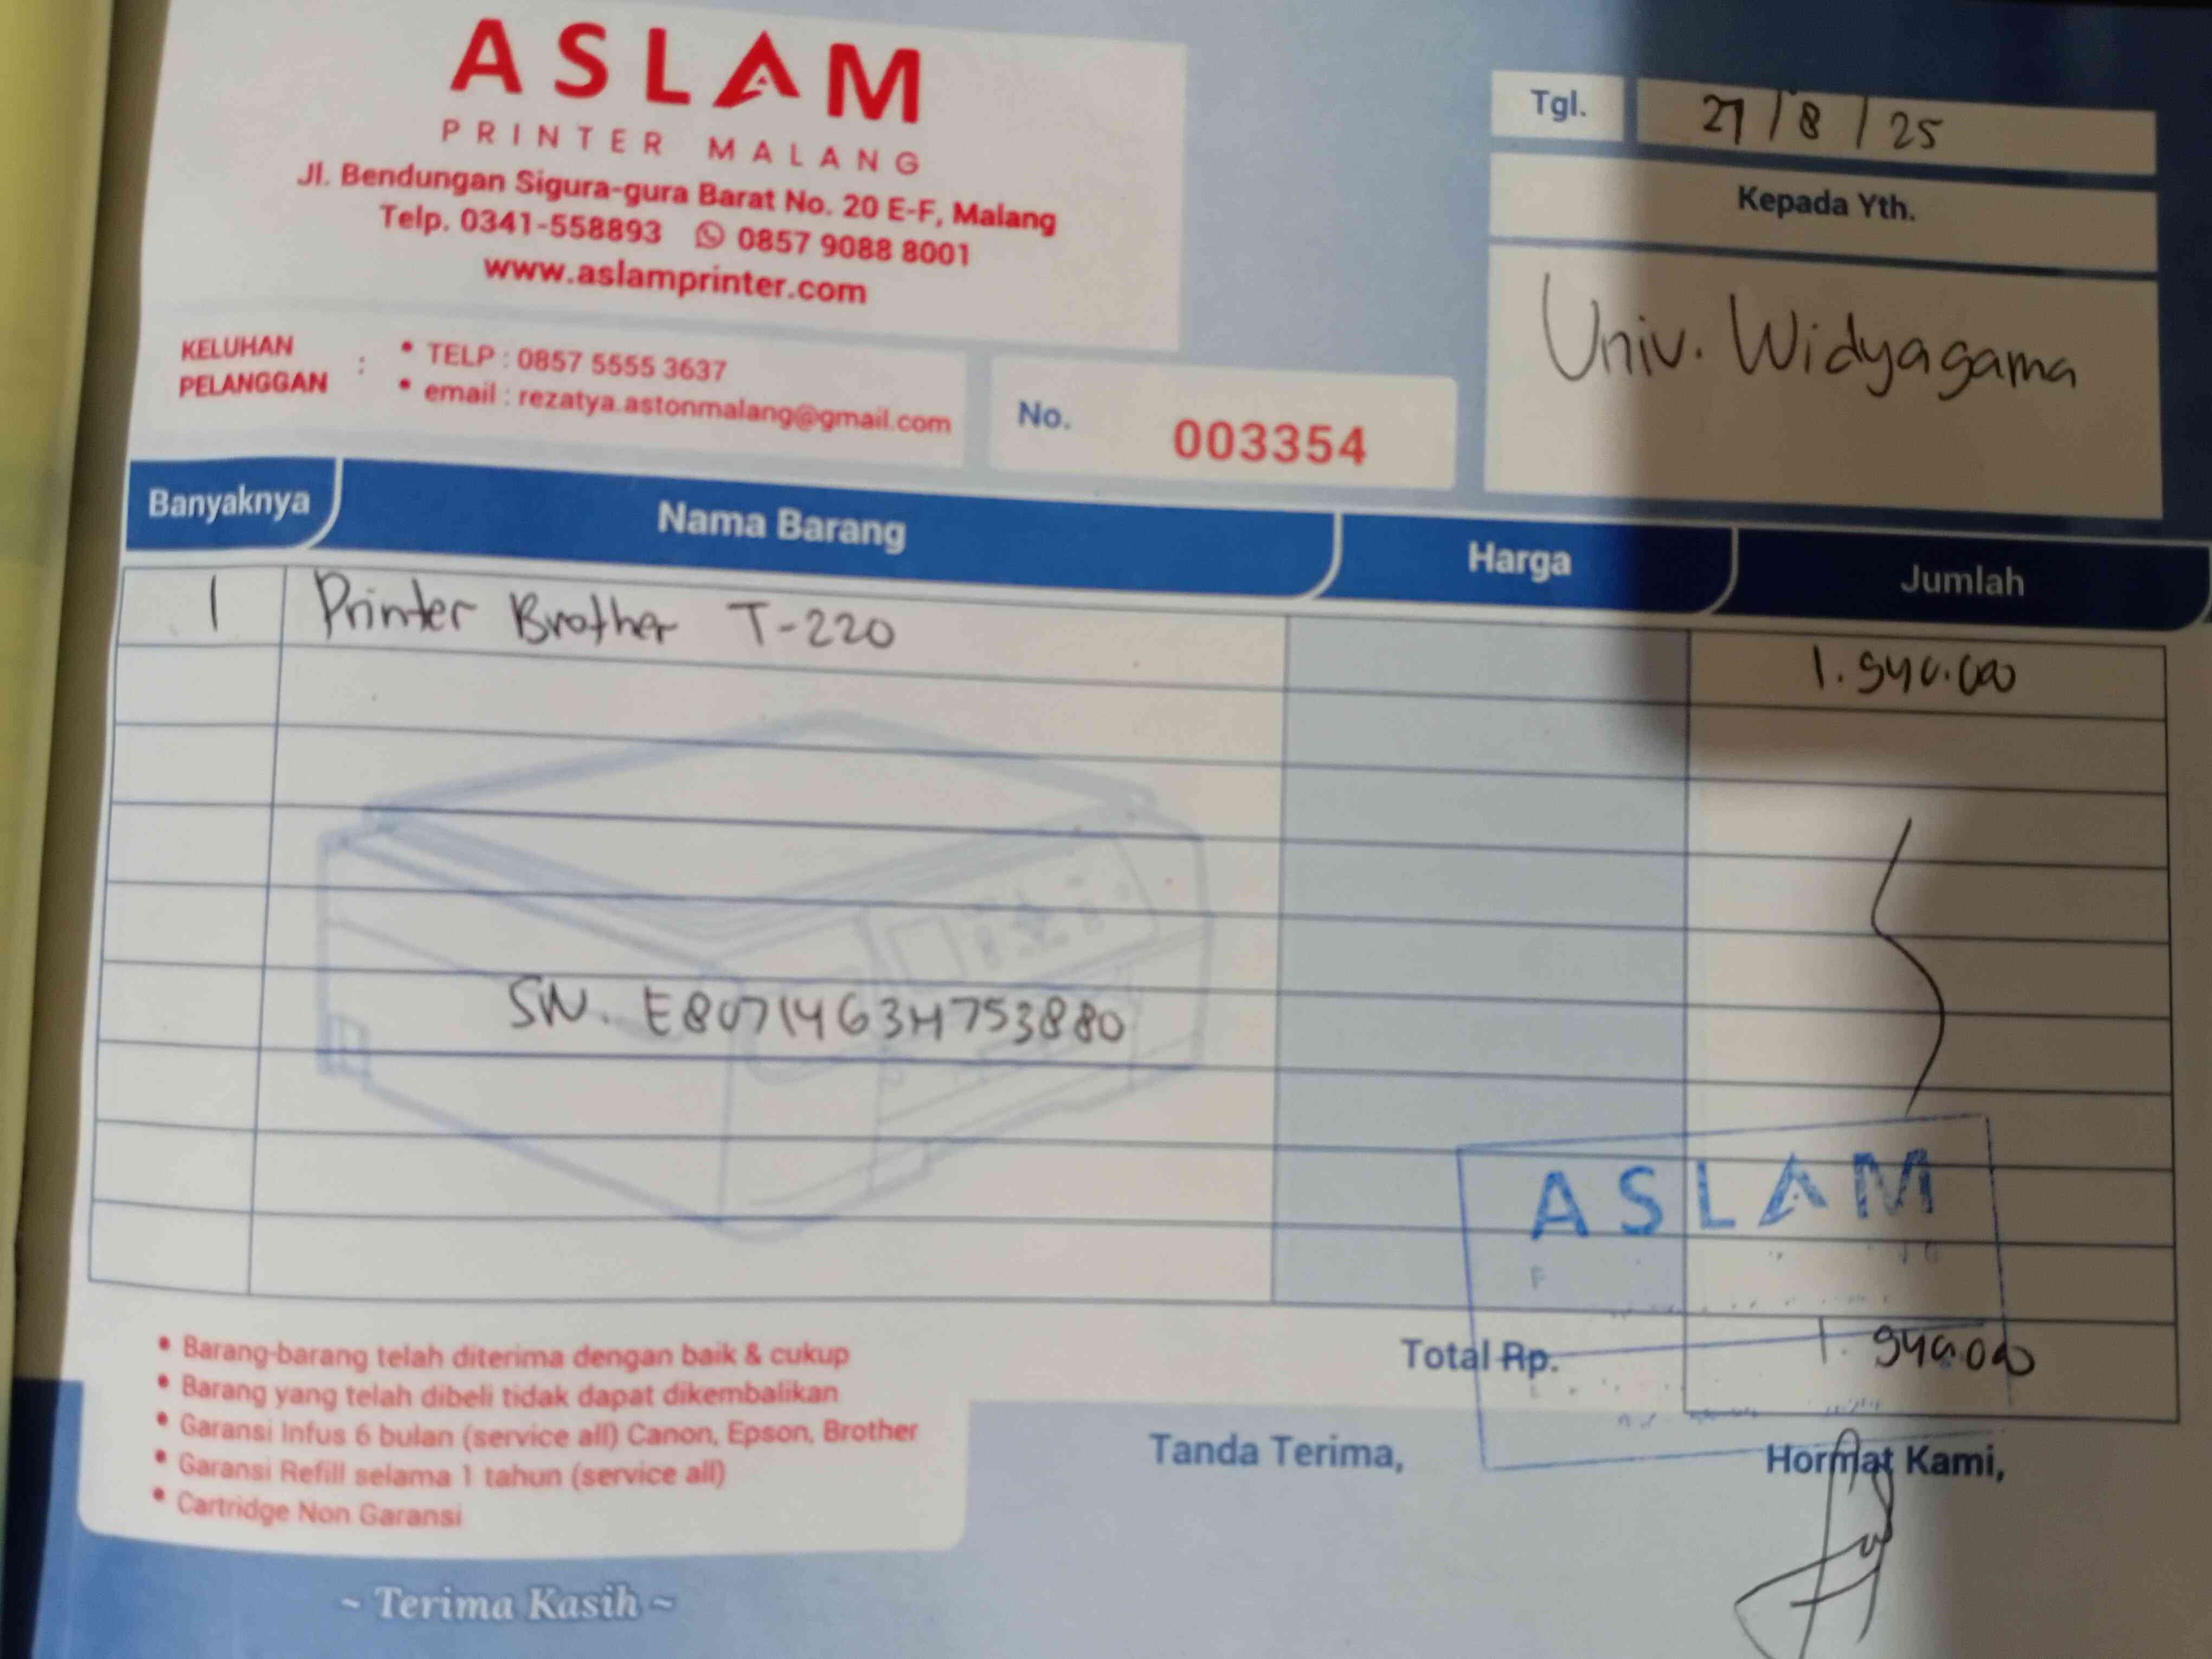 ASLAM
PRINTER MALANG
Jl. Bendungan Sigura-gura Barat No. 20 E-F, Malang
Telp. 0341-558893 0857 9088 8001
www.aslamprinter.com
KELUHAN PELANGGAN :
• TELP : 0857 5555 3637
• email : rezatya.astonmalang@gmail.com
No. 003354
Tgl. 27/8/25
Kepada Yth.
Univ. Widyagama
Banyaknya Nama Barang Harga Jumlah
1 Printer Brother T-220 1.940.000
SN. E80714634753880
ASLAM
Total Rp. 1.940.000
• Barang-barang telah diterima dengan baik & cukup
• Barang yang telah dibeli tidak dapat dikembalikan
• Garansi Infus 6 bulan (service all) Canon, Epson, Brother
• Garansi Refill selama 1 tahun (service all)
• Cartridge Non Garansi
Tanda Terima,
Hormat Kami,
~ Terima Kasih ~